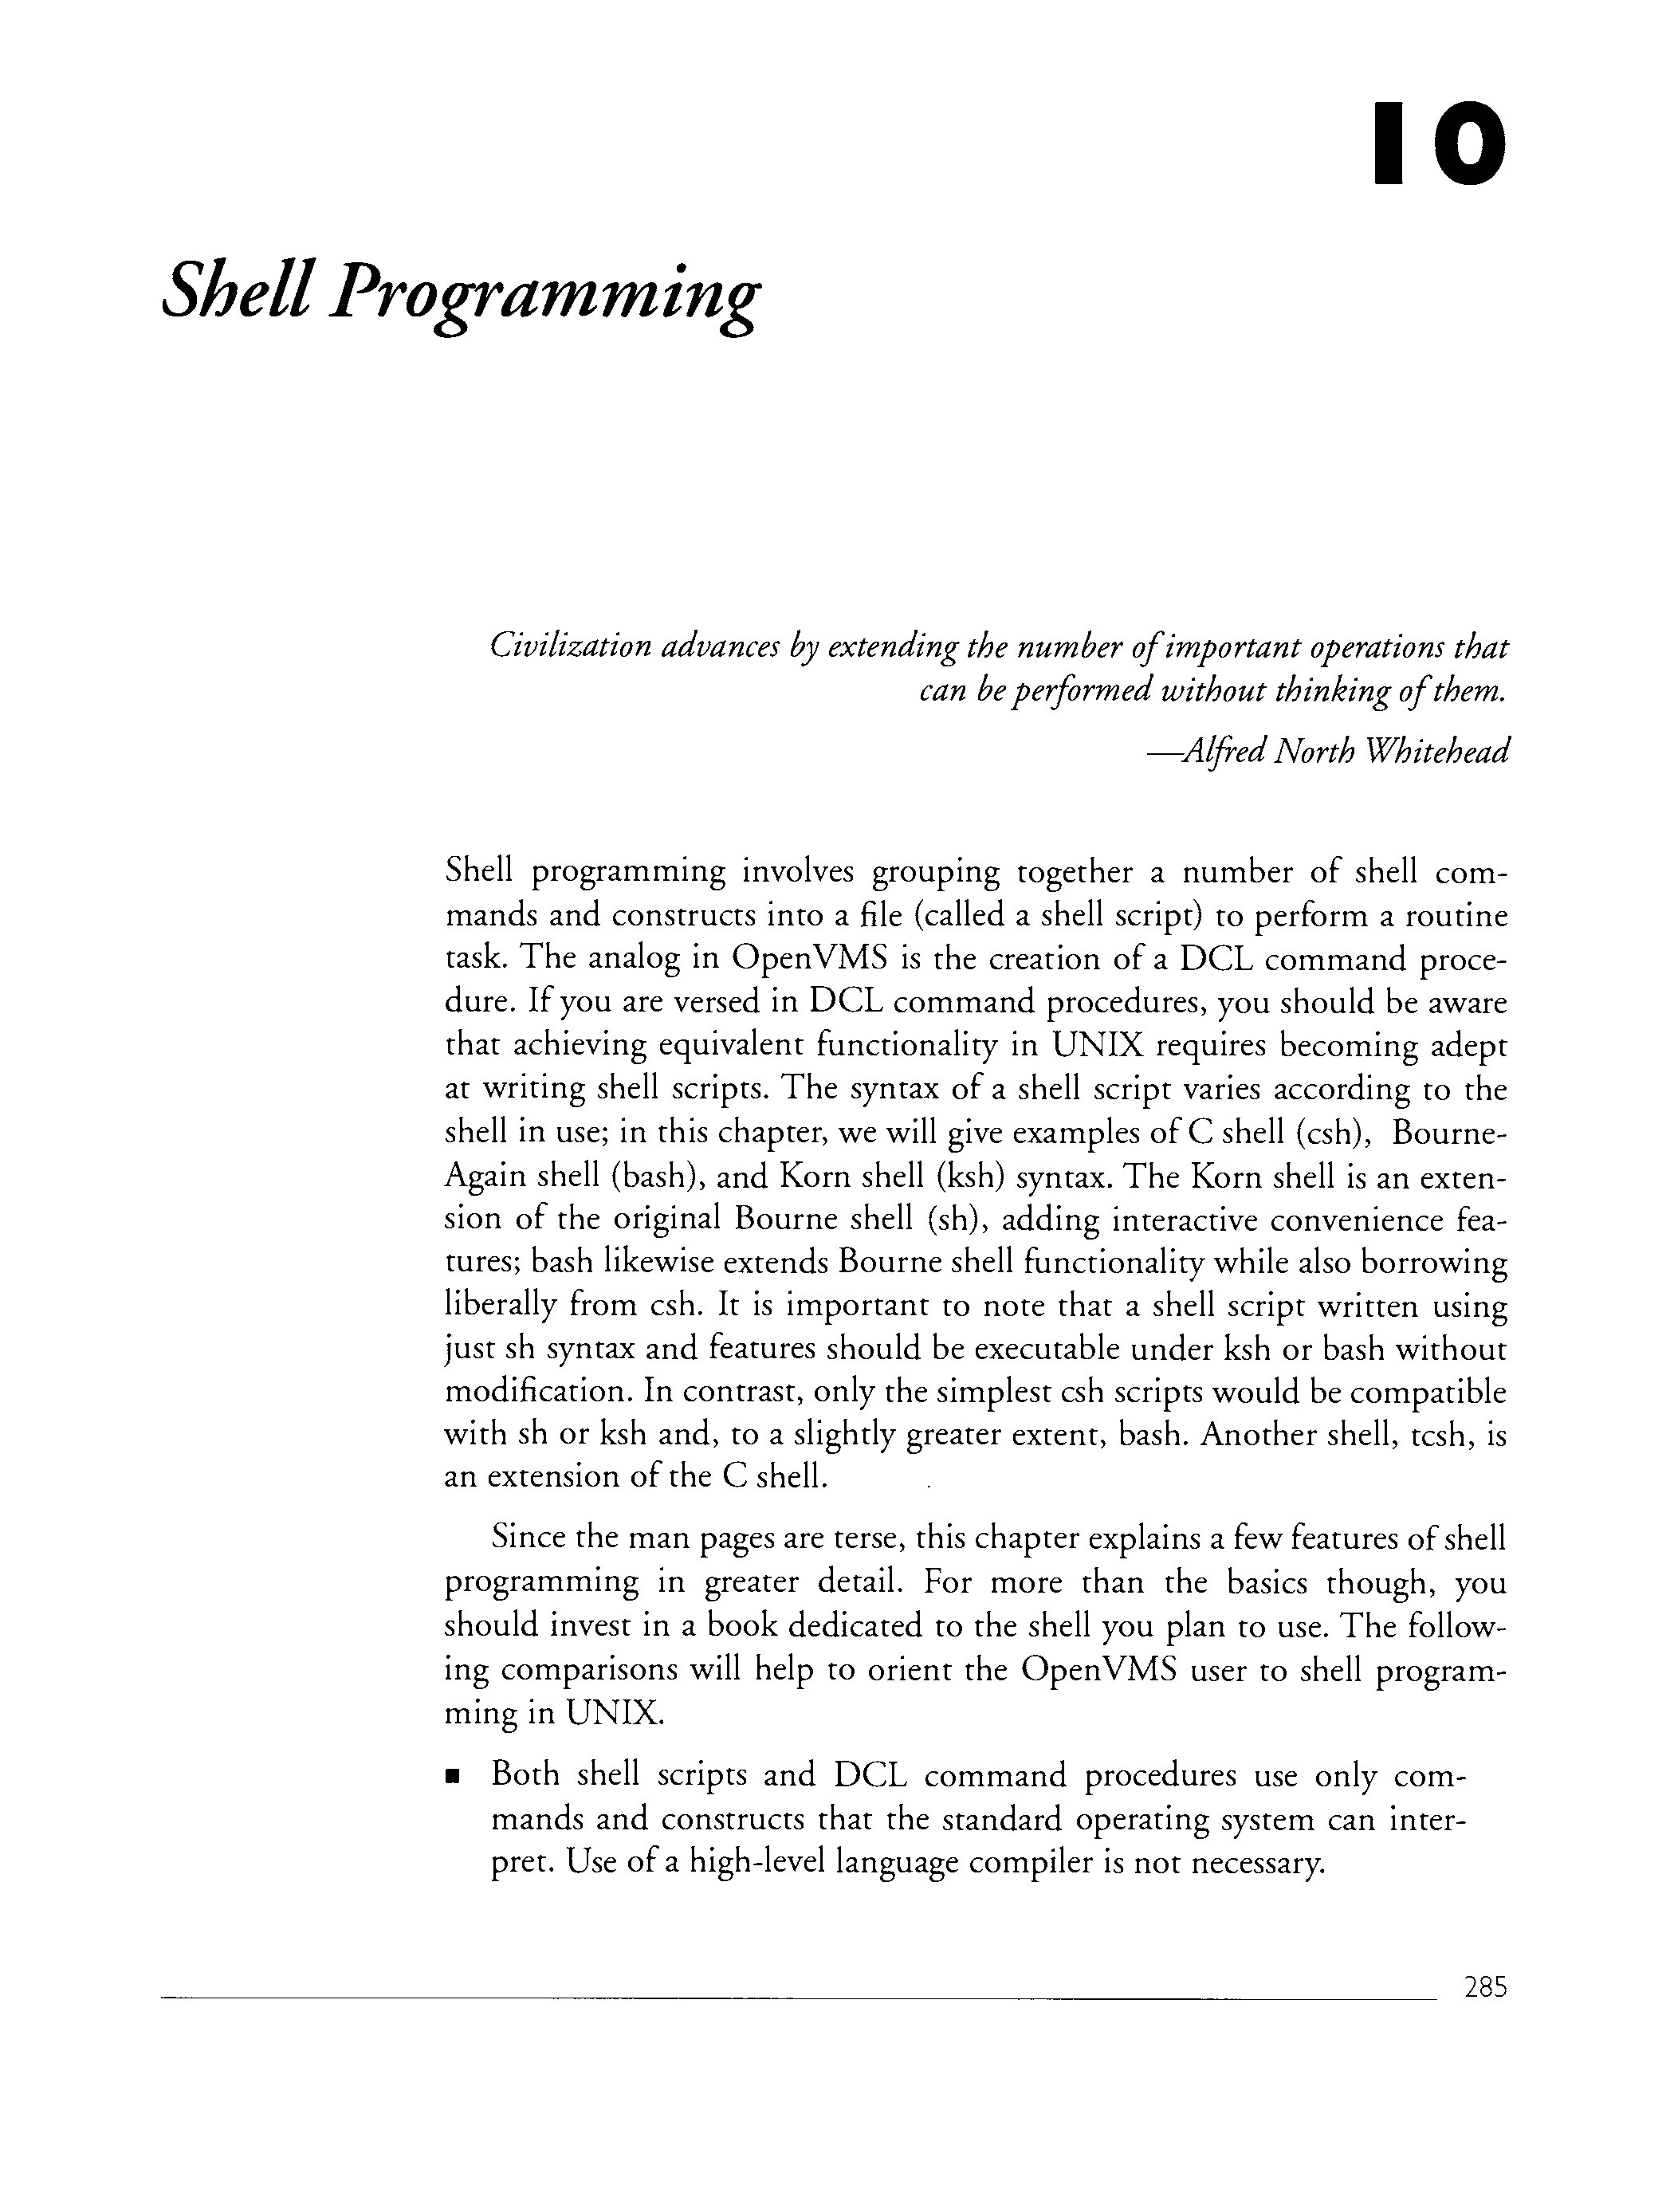 10
Shell Programming
Civilization advances by extending the number of important operations that
can be performed without thinking of them.
—Alfred North Whitehead
Shell programming involves grouping together a number of shell com-
mands and constructs into a file (called a shell script) to perform a routine
task. The analog in OpenVMS is the creation of a DCL command proce-
dure. If you are versed in DCL command procedures, you should be aware
that achieving equivalent functionality in UNIX requires becoming adept
at writing shell scripts. The syntax of a shell script varies according to the
shell in use; in this chapter, we will give examples of C shell (csh), Bourne-
Again shell (bash), and Korn shell (ksh) syntax. The Korn shell is an exten-
sion of the original Bourne shell (sh), adding interactive convenience fea-
tures; bash likewise extends Bourne shell functionality while also borrowing
liberally from csh. It is important to note that a shell script written using
just sh syntax and features should be executable under ksh or bash without
modification. In contrast, only the simplest csh scripts would be compatible
with sh or ksh and, to a slightly greater extent, bash. Another shell, tcsh, is
an extension of the C shell.
Since the man pages are terse, this chapter explains a few features of shell
programming in greater detail. For more than the basics though, you
should invest in a book dedicated to the shell you plan to use. The follow-
ing comparisons will help to orient the OpenVMS user to shell program-
ming in UNIX.
■ Both shell scripts and DCL command procedures use only com-
mands and constructs that the standard operating system can inter-
pret. Use of a high-level language compiler is not necessary.
285